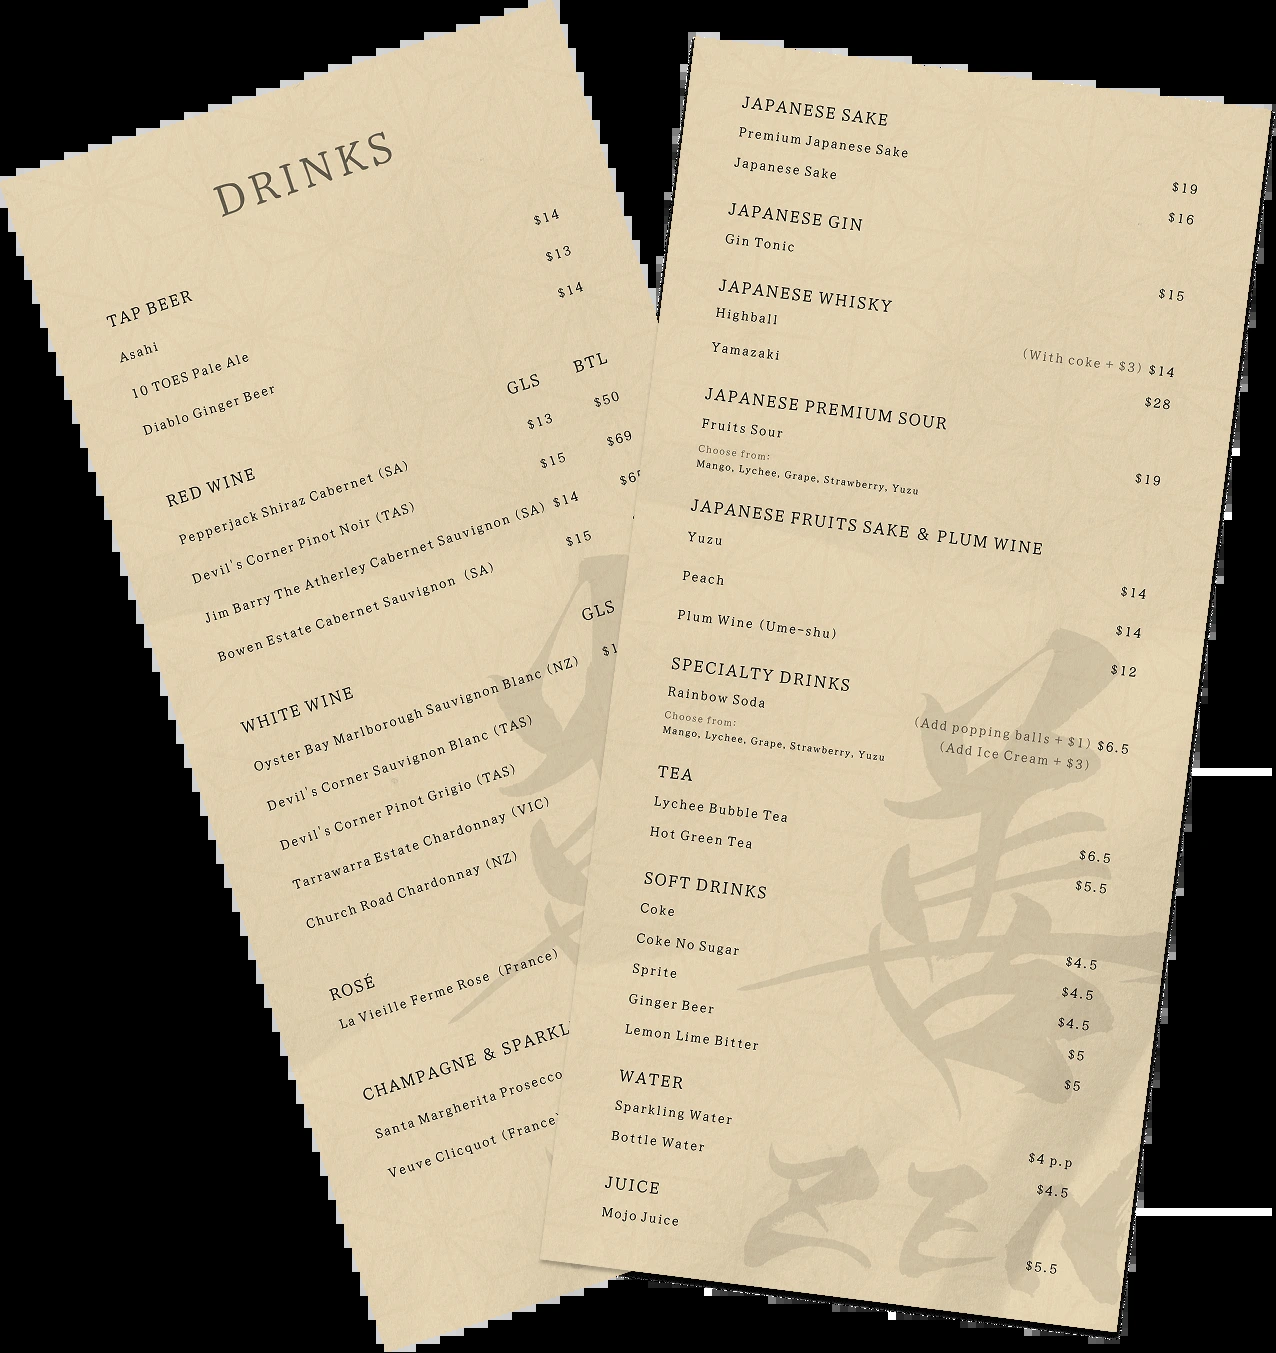 DRINKS
TAP BEER
Asahi $14
10 TOES Pale Ale $13
Diablo Ginger Beer $14
RED WINE GLS BTL
Pepperjack Shiraz Cabernet (SA) $13 $50
Devil's Corner Pinot Noir (TAS) $15 $69
Jim Barry The Atherley Cabernet Sauvignon (SA) $14
Bowen Estate Cabernet Sauvignon (SA) $15
WHITE WINE GLS
Oyster Bay Marlborough Sauvignon Blanc (NZ)
Devil's Corner Sauvignon Blanc (TAS)
Devil's Corner Pinot Grigio (TAS)
Tarrawarra Estate Chardonnay (VIC)
Church Road Chardonnay (NZ)
ROSÉ
La Vieille Ferme Rose (France)
CHAMPAGNE & SPARKL
Santa Margherita Prosecco
Veuve Clicquot (France)
JAPANESE SAKE
Premium Japanese Sake $19
Japanese Sake $16
JAPANESE GIN
Gin Tonic $15
JAPANESE WHISKY
Highball (With coke + $3) $14
Yamazaki $28
JAPANESE PREMIUM SOUR
Fruits Sour $19
Choose from:
Mango, Lychee, Grape, Strawberry, Yuzu
JAPANESE FRUITS SAKE & PLUM WINE
Yuzu $14
Peach $14
Plum Wine (Ume-shu) $12
SPECIALTY DRINKS
Rainbow Soda (Add popping balls + $1) $6.5
Choose from: (Add Ice Cream + $3)
Mango, Lychee, Grape, Strawberry, Yuzu
TEA
Lychee Bubble Tea $6.5
Hot Green Tea $5.5
SOFT DRINKS
Coke $4.5
Coke No Sugar $4.5
Sprite $4.5
Ginger Beer $5
Lemon Lime Bitter $5
WATER
Sparkling Water $4 p.p
Bottle Water $4.5
JUICE
Mojo Juice $5.5
ZEN